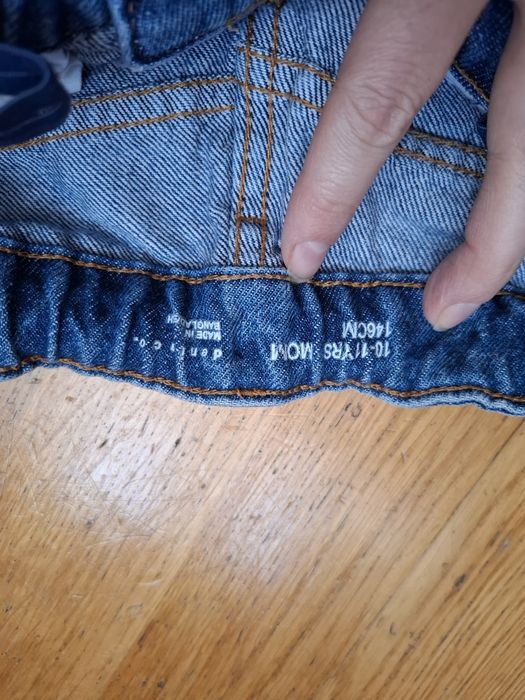 10-11YRS MOM
146CM
denim co.
MADE IN
BANGLADESH